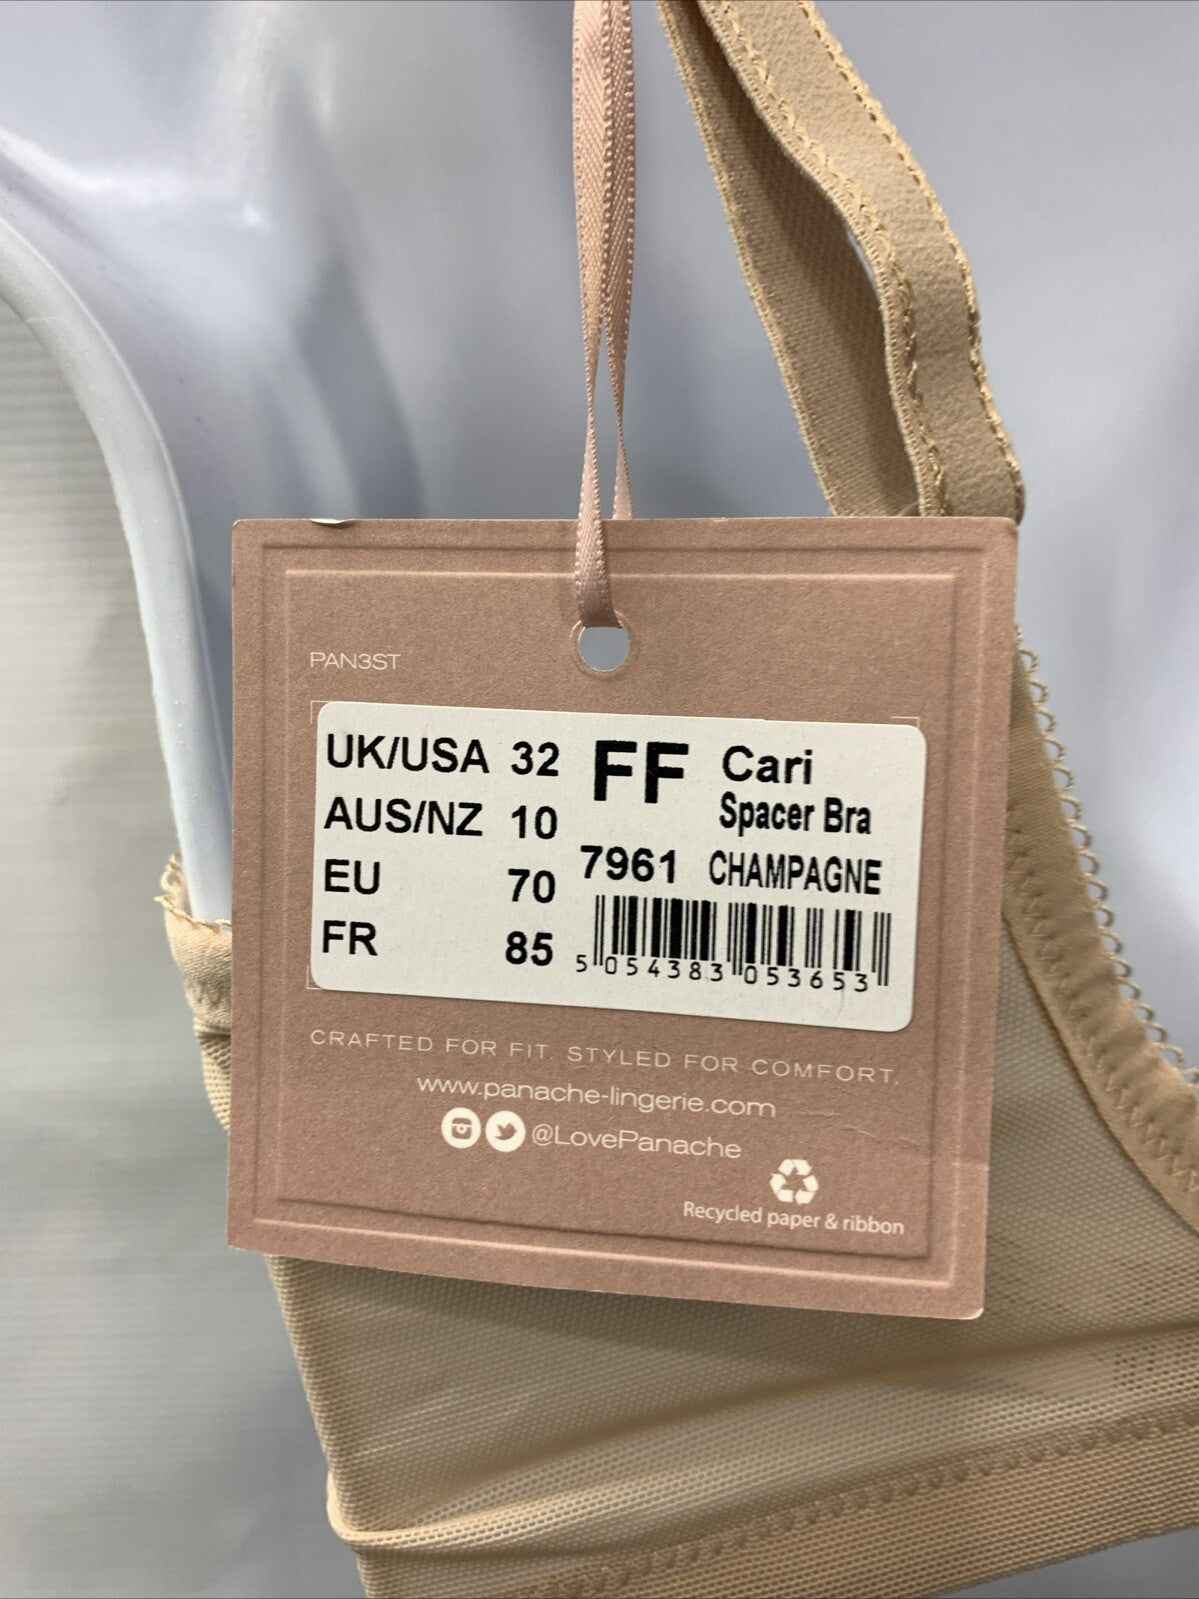 PAN3ST
UK/USA 32 FF Cari
AUS/NZ 10 Spacer Bra
EU 70 7961 CHAMPAGNE
FR 85
5 054383 053653
CRAFTED FOR FIT. STYLED FOR COMFORT.
www.panache-lingerie.com
@LovePanache
Recycled paper & ribbon